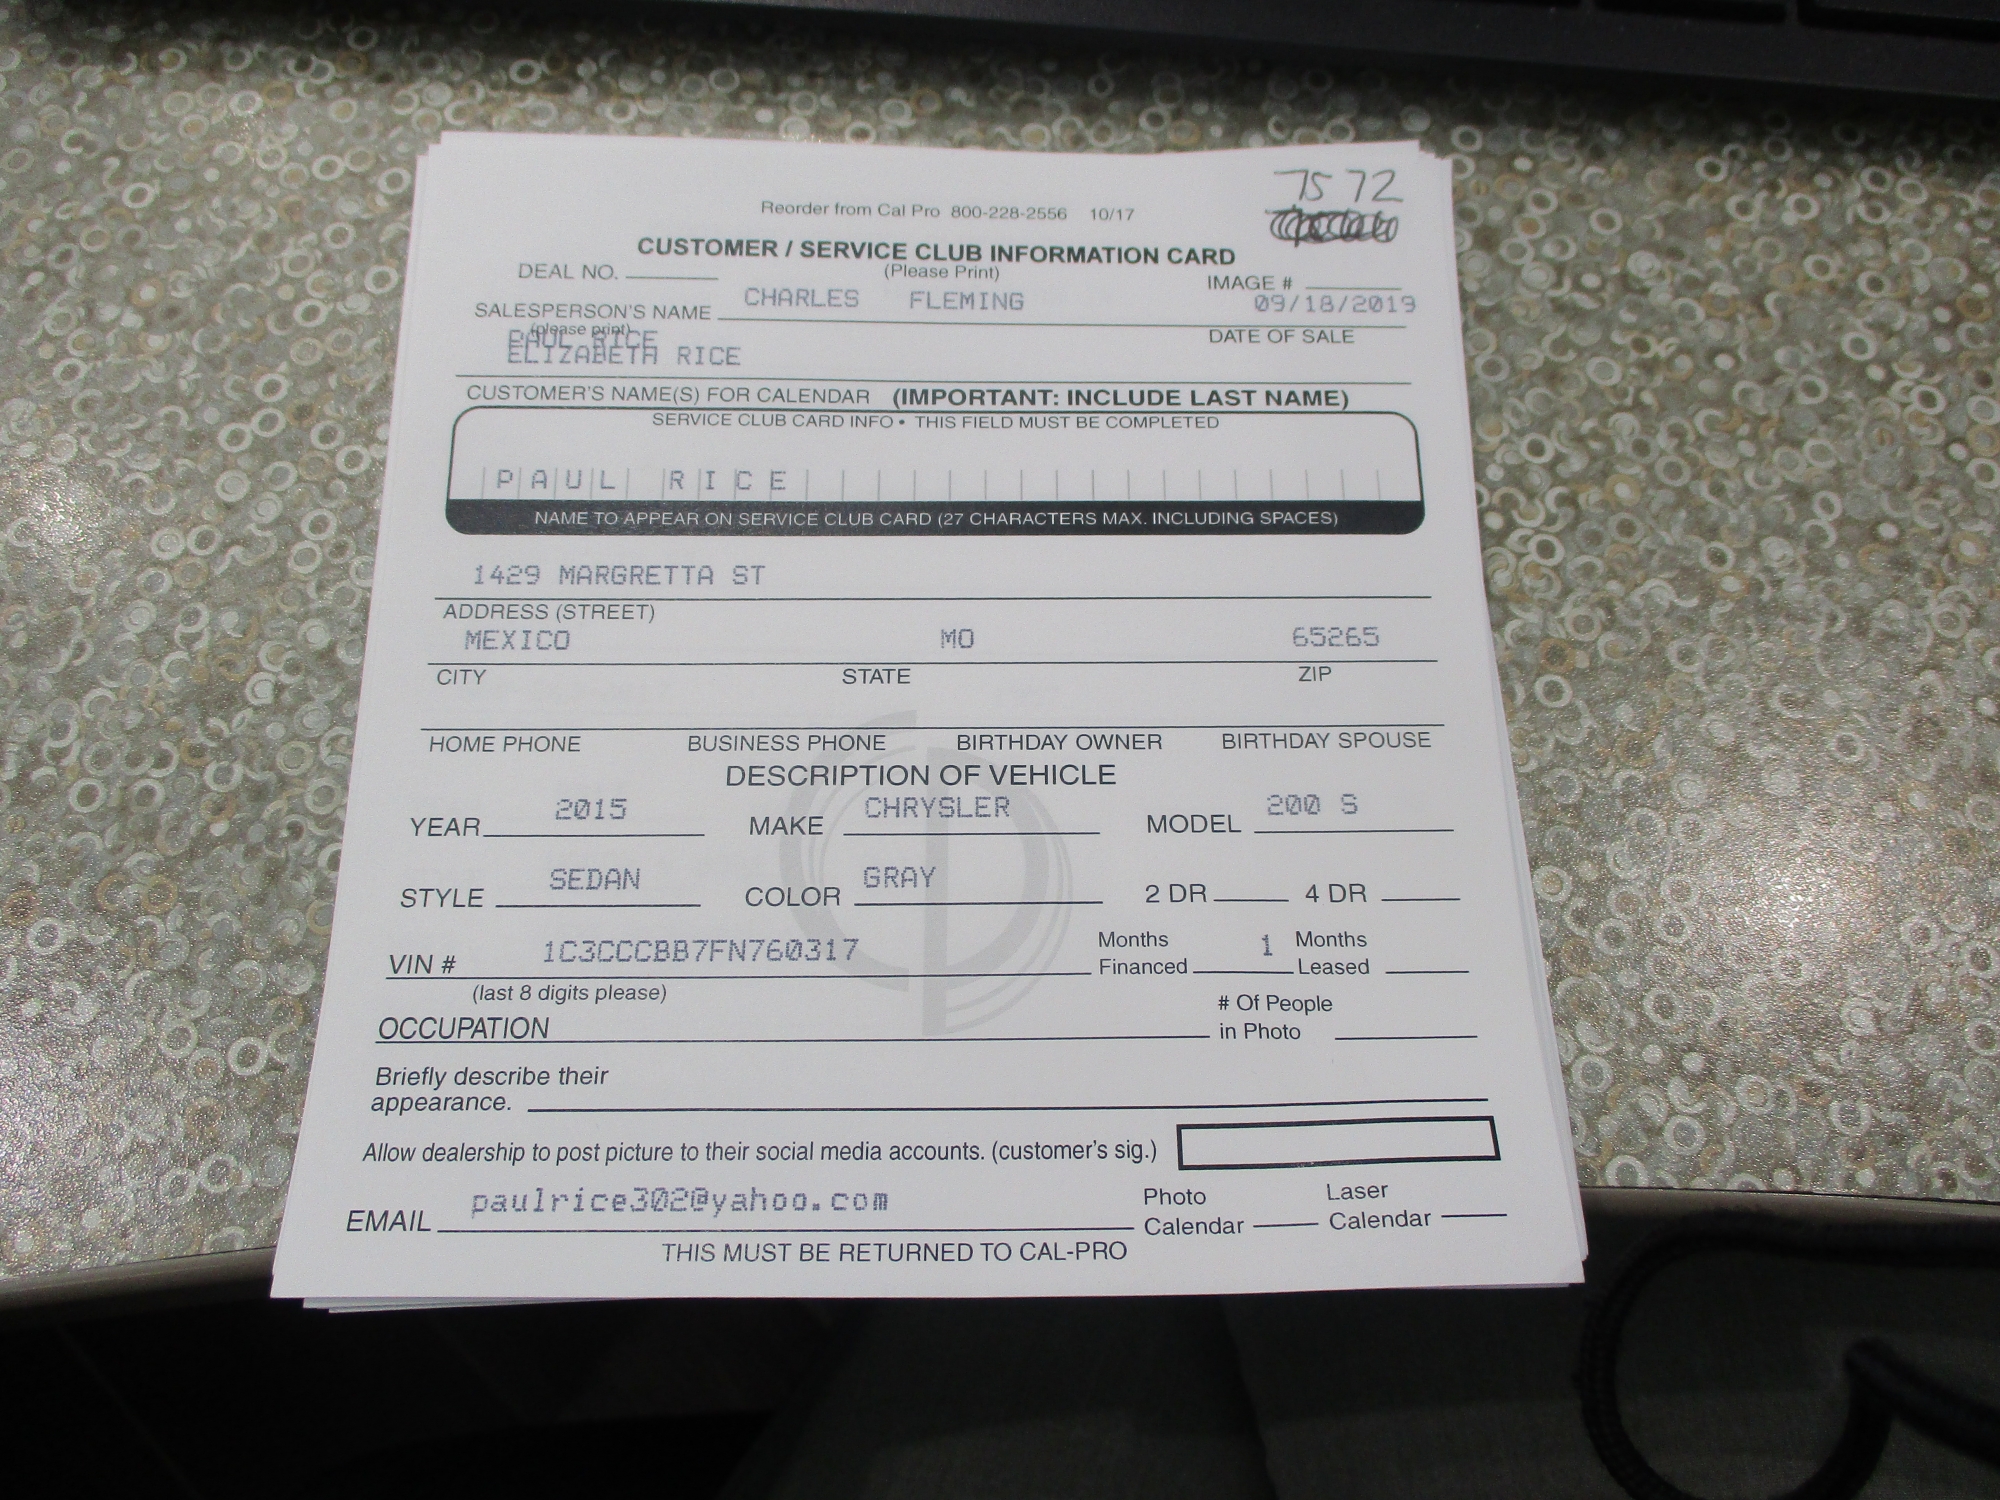 7572
Reorder from Cal Pro 800-228-2556 10/17
CUSTOMER / SERVICE CLUB INFORMATION CARD
DEAL NO. (Please Print) IMAGE #
SALESPERSON'S NAME CHARLES FLEMING 09/18/2019
(please print) DATE OF SALE
PAUL RICE
ELIZABETH RICE
CUSTOMER'S NAME(S) FOR CALENDAR (IMPORTANT: INCLUDE LAST NAME)
SERVICE CLUB CARD INFO • THIS FIELD MUST BE COMPLETED
PAUL RICE
NAME TO APPEAR ON SERVICE CLUB CARD (27 CHARACTERS MAX. INCLUDING SPACES)
1429 MARGRETTA ST
ADDRESS (STREET)
MEXICO MO 65265
CITY STATE ZIP
HOME PHONE BUSINESS PHONE BIRTHDAY OWNER BIRTHDAY SPOUSE
DESCRIPTION OF VEHICLE
YEAR 2015 MAKE CHRYSLER MODEL 200 S
STYLE SEDAN COLOR GRAY 2 DR 4 DR
VIN # 1C3CCCBB7FN760317 Months Financed 1 Months Leased
(last 8 digits please)
OCCUPATION # Of People in Photo
Briefly describe their
appearance.
Allow dealership to post picture to their social media accounts. (customer's sig.)
EMAIL paulrice302@yahoo.com Photo Calendar Laser Calendar
THIS MUST BE RETURNED TO CAL-PRO